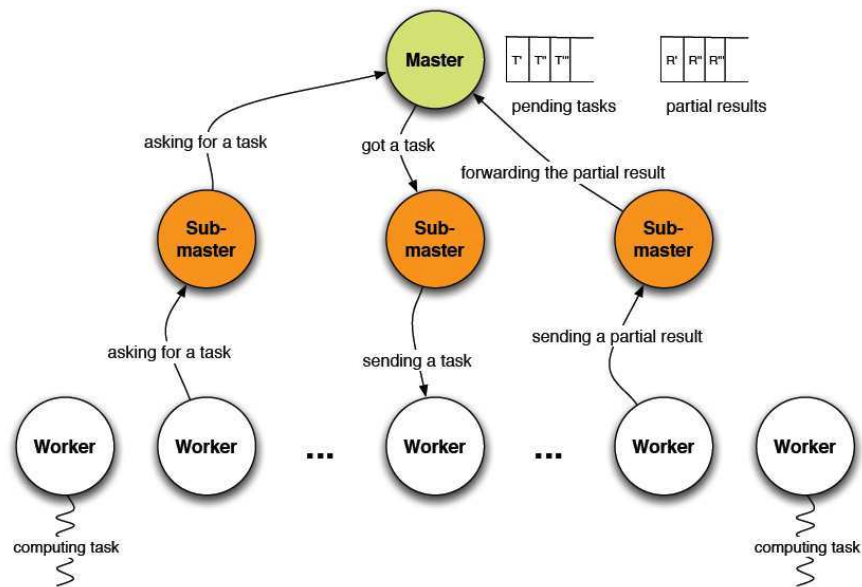 Master
T' T'' T'''
R' R'' R'''
pending tasks
partial results
asking for a task
got a task
forwarding the partial result
Sub-
master
Sub-
master
Sub-
master
asking for a task
sending a task
sending a partial result
Worker
Worker
...
Worker
...
Worker
Worker
computing task
computing task